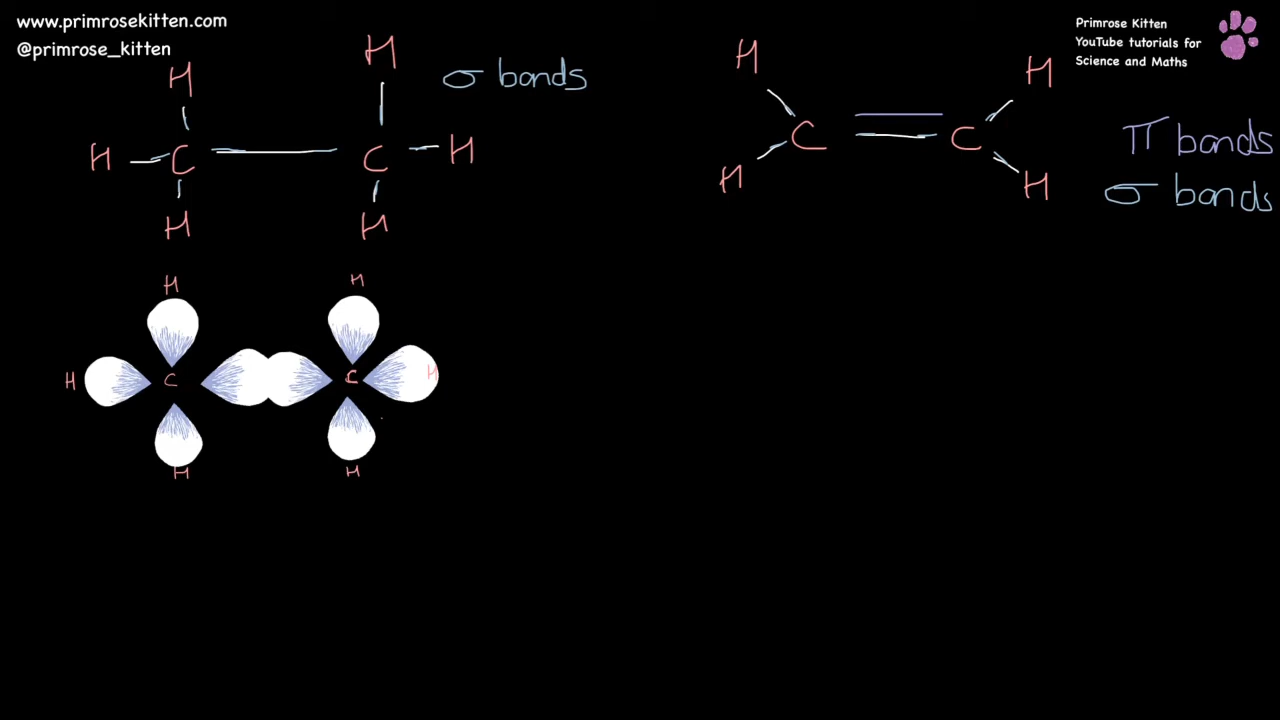 www.primrosekitten.com
@primrose_kitten
Primrose Kitten
YouTube tutorials for
Science and Maths
H H
H C C H
H H
σ bonds
H H
C C
H H
π bonds
σ bonds
H H
H C C H
H H